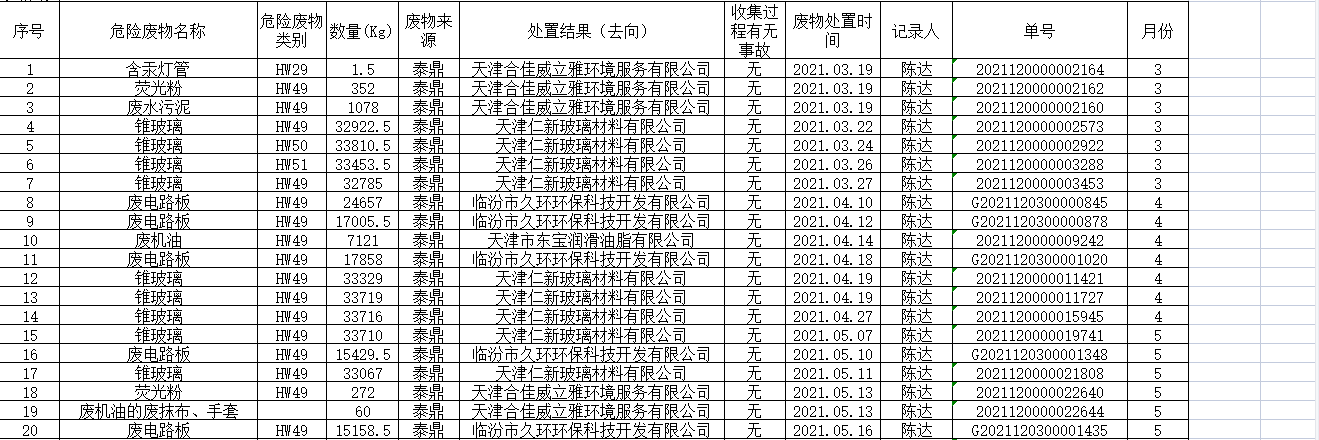 序号 危险废物名称 危险废物类别 数量(Kg) 废物来源 处置结果（去向） 收集过程有无事故 废物处置时间 记录人 单号 月份
1 含汞灯管 HW29 1.5 泰鼎 天津合佳威立雅环境服务有限公司 无 2021.03.19 陈达 2021120000002164 3
2 荧光粉 HW49 352 泰鼎 天津合佳威立雅环境服务有限公司 无 2021.03.19 陈达 2021120000002162 3
3 废水污泥 HW49 1078 泰鼎 天津合佳威立雅环境服务有限公司 无 2021.03.19 陈达 2021120000002160 3
4 锥玻璃 HW49 32922.5 泰鼎 天津仁新玻璃材料有限公司 无 2021.03.22 陈达 2021120000002573 3
5 锥玻璃 HW50 33810.5 泰鼎 天津仁新玻璃材料有限公司 无 2021.03.24 陈达 2021120000002922 3
6 锥玻璃 HW51 33453.5 泰鼎 天津仁新玻璃材料有限公司 无 2021.03.26 陈达 2021120000003288 3
7 锥玻璃 HW49 32785 泰鼎 天津仁新玻璃材料有限公司 无 2021.03.27 陈达 2021120000003453 3
8 废电路板 HW49 24657 泰鼎 临汾市久环环保科技开发有限公司 无 2021.04.10 陈达 G2021120300000845 4
9 废电路板 HW49 17005.5 泰鼎 临汾市久环环保科技开发有限公司 无 2021.04.12 陈达 G2021120300000878 4
10 废机油 HW49 7121 泰鼎 天津市东宝润滑油脂有限公司 无 2021.04.14 陈达 2021120000009242 4
11 废电路板 HW49 17858 泰鼎 临汾市久环环保科技开发有限公司 无 2021.04.18 陈达 G2021120300001020 4
12 锥玻璃 HW49 33329 泰鼎 天津仁新玻璃材料有限公司 无 2021.04.19 陈达 2021120000011421 4
13 锥玻璃 HW49 33719 泰鼎 天津仁新玻璃材料有限公司 无 2021.04.19 陈达 2021120000011727 4
14 锥玻璃 HW49 33716 泰鼎 天津仁新玻璃材料有限公司 无 2021.04.27 陈达 2021120000015945 4
15 锥玻璃 HW49 33710 泰鼎 天津仁新玻璃材料有限公司 无 2021.05.07 陈达 2021120000019741 5
16 废电路板 HW49 15429.5 泰鼎 临汾市久环环保科技开发有限公司 无 2021.05.10 陈达 G2021120300001348 5
17 锥玻璃 HW49 33067 泰鼎 天津仁新玻璃材料有限公司 无 2021.05.11 陈达 2021120000021808 5
18 荧光粉 HW49 272 泰鼎 天津合佳威立雅环境服务有限公司 无 2021.05.13 陈达 2021120000022640 5
19 废机油的废抹布、手套 60 泰鼎 天津合佳威立雅环境服务有限公司 无 2021.05.13 陈达 2021120000022644 5
20 废电路板 HW49 15158.5 泰鼎 临汾市久环环保科技开发有限公司 无 2021.05.16 陈达 G2021120300001435 5